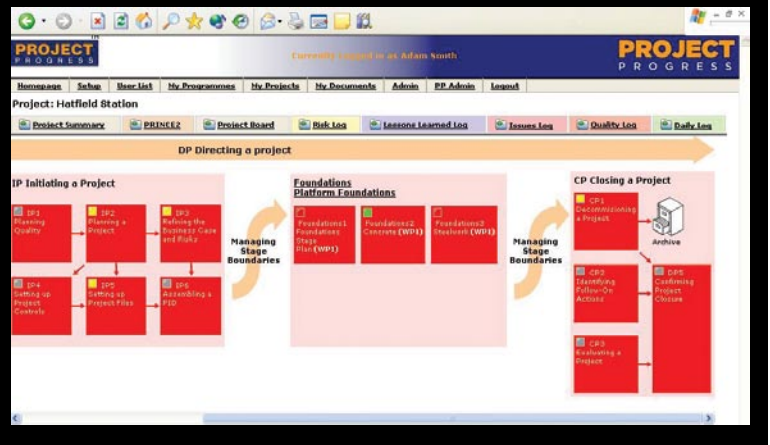 PROJECT
PROGRESS
TM
Currently Logged in as Adam Smith
PROJECT
PROGRESS
Homepage Setup User List My Programmes My Projects My Documents Admin PP Admin Logout
Project: Hatfield Station
Project Summary PRINCE2 Project Board Risk Log Lessons Learned Log Issues Log Quality Log Daily Log
DP Directing a project
IP Initiating a Project
IP1
Planning
Quality
IP2
Planning a
Project
IP3
Refining the
Business Case
and Risks
IP4
Setting up
Project
Controls
IP5
Setting up
Project Files
IP6
Assembling a
PID
Managing
Stage
Boundaries
Foundations
Platform Foundations
Foundations1
Foundations
Stage
Plan (WP1)
Foundations2
Concrete (WP1)
Foundations3
Steelwork (WP1)
Managing
Stage
Boundaries
CP Closing a Project
CP1
Decommissioning
a Project
Archive
CP2
Identifying
Follow-On
Actions
DP5
Confirming
Project
Closure
CP3
Evaluating a
Project